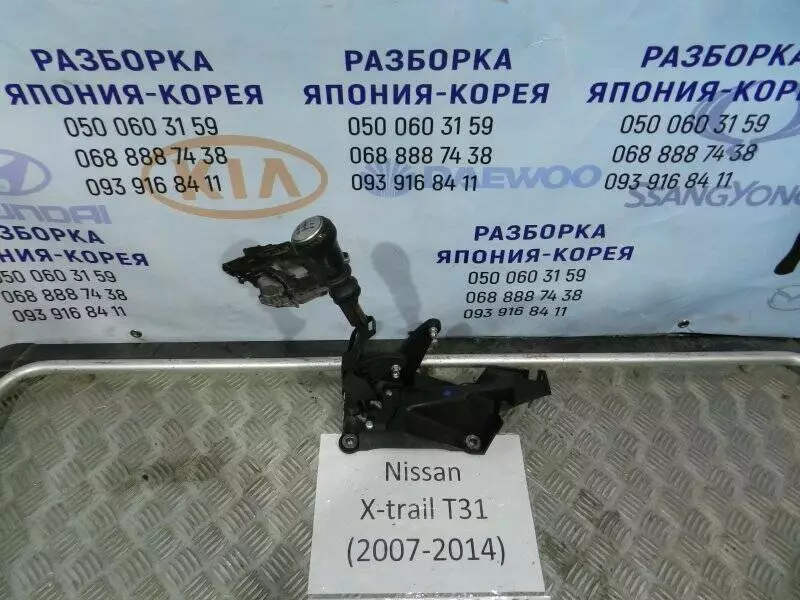 РАЗБОРКА
ЯПОНИЯ-КОРЕЯ
050 060 31 59
068 888 74 38
093 916 84 11
РАЗБОРКА
ЯПОНИЯ-КОРЕЯ
050 060 31 59
068 888 74 38
093 916 84 11
РАЗБОРКА
ЯПОНИЯ-КОРЕ
050 060 31 59
068 888 74 38
093 916 84 11
KIA
DAEWOO
SSANGYONG
UNDAI
РАЗБОРКА
ПОНИЯ-КОРЕЯ
050 060 31 59
068 888 74 38
093 916 84 11
РАЗБОРКА
ЯПОНИЯ-КОРЕЯ
050 060 31 59
068 888 74 38
093 916 84 11
Nissan
X-trail T31
(2007-2014)